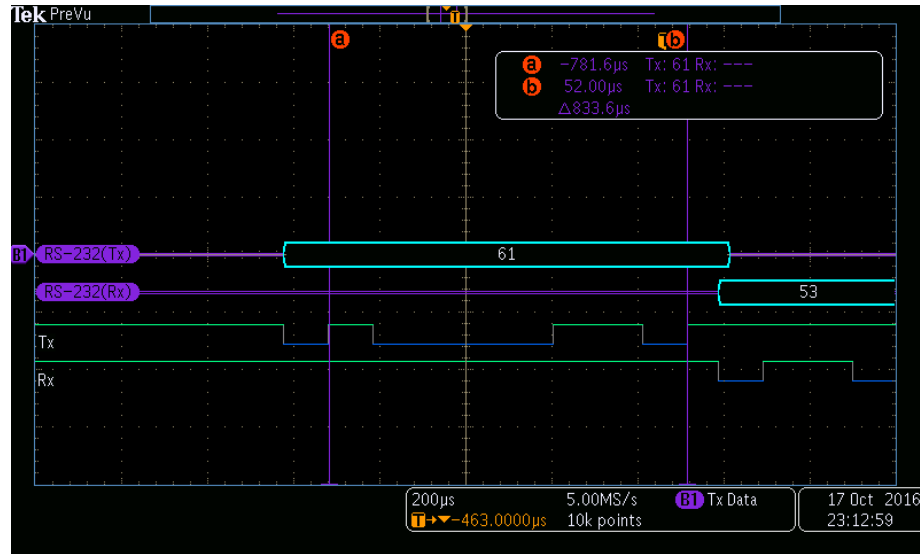 Tek PreVu
T
a
T b
a -781.6µs Tx: 61 Rx: ---
b 52.00µs Tx: 61 Rx: ---
△833.6µs
B1 RS-232(Tx) 61
RS-232(Rx) 53
Tx
Rx
200µs 5.00MS/s B1 Tx Data 17 Oct 2016
T→▼-463.0000µs 10k points 23:12:59